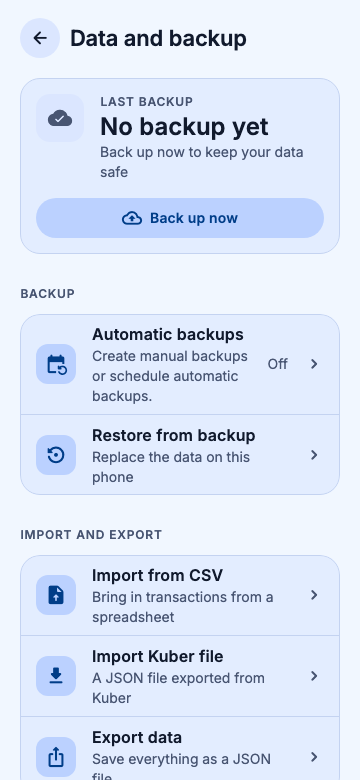 Data and backup
LAST BACKUP
No backup yet
Back up now to keep your data
safe
Back up now
BACKUP
Automatic backups
Create manual backups
or schedule automatic
backups.
Off
Restore from backup
Replace the data on this
phone
IMPORT AND EXPORT
Import from CSV
Bring in transactions from a
spreadsheet
Import Kuber file
A JSON file exported from
Kuber
Export data
Save everything as a JSON
file